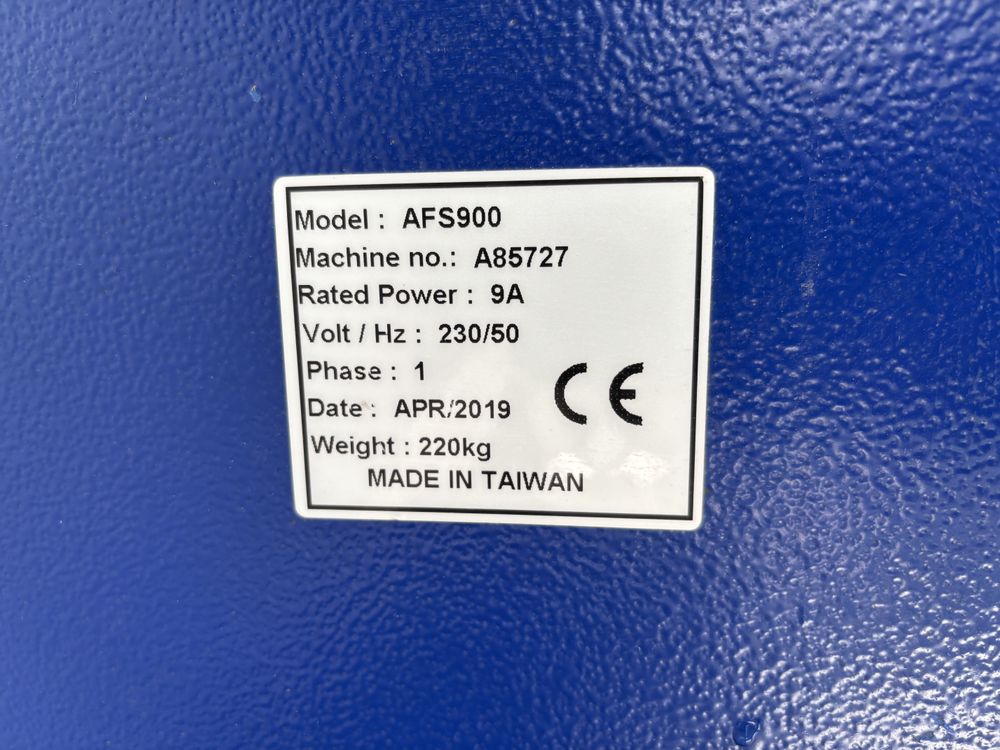 Model : AFS900
Machine no.: A85727
Rated Power : 9A
Volt / Hz : 230/50
Phase : 1
Date : APR/2019
CE
Weight : 220kg
MADE IN TAIWAN